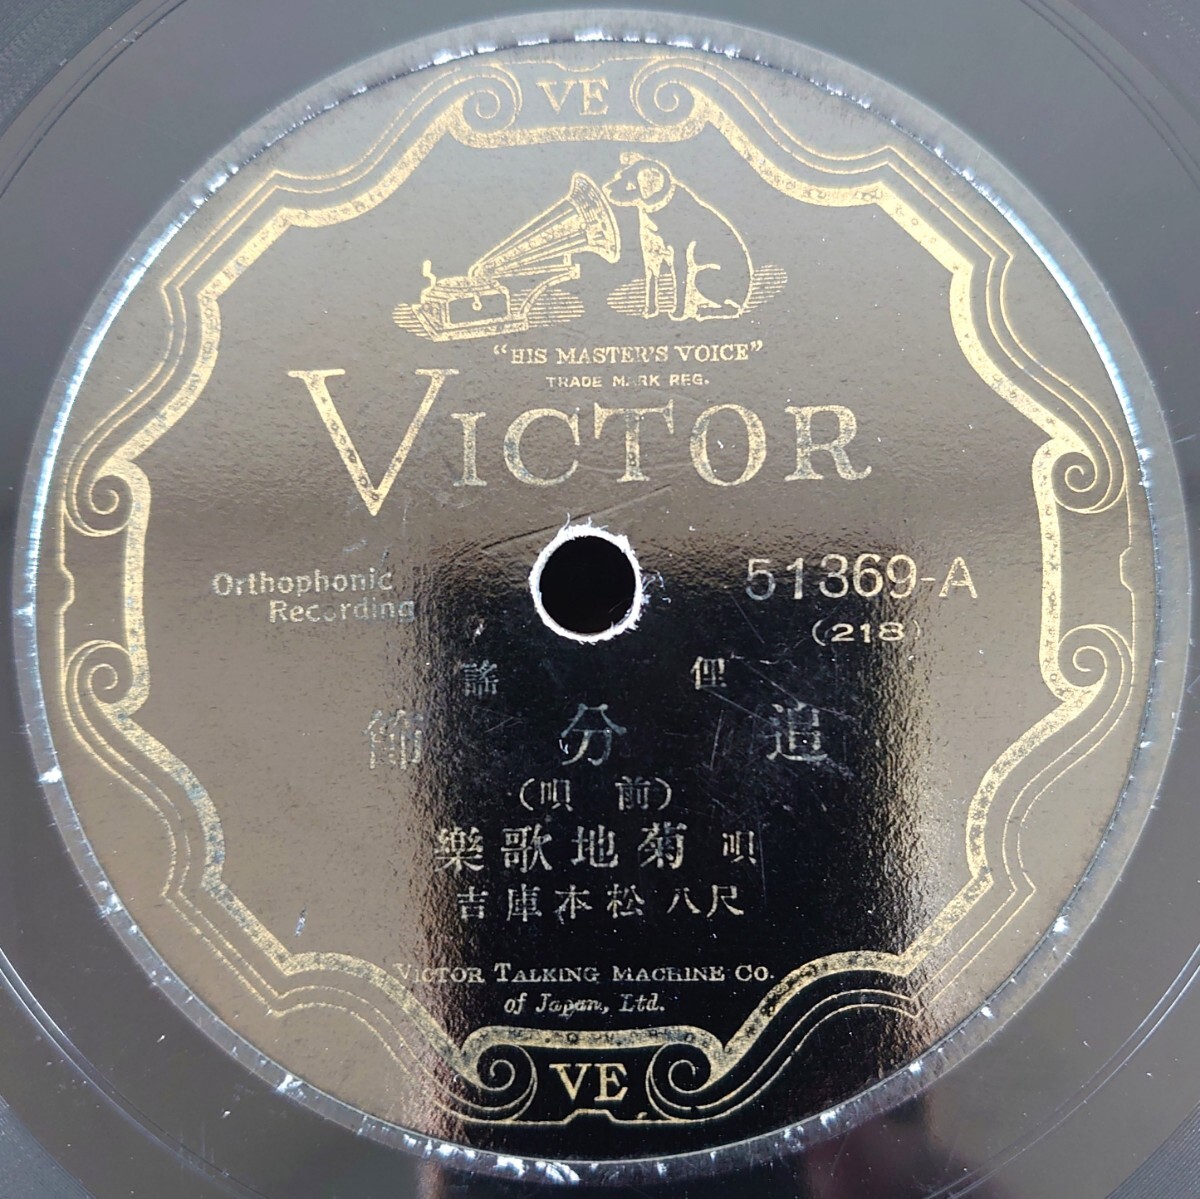 VE
"HIS MASTER'S VOICE"
TRADE MARK REG.
VICTOR
Orthophonic
Recording
51369-A
(218)
俚謠
追分節
(前唄)
唄 菊地歌樂
尺八 松本庫吉
VICTOR TALKING MACHINE CO.
of Japan, Ltd.
VE